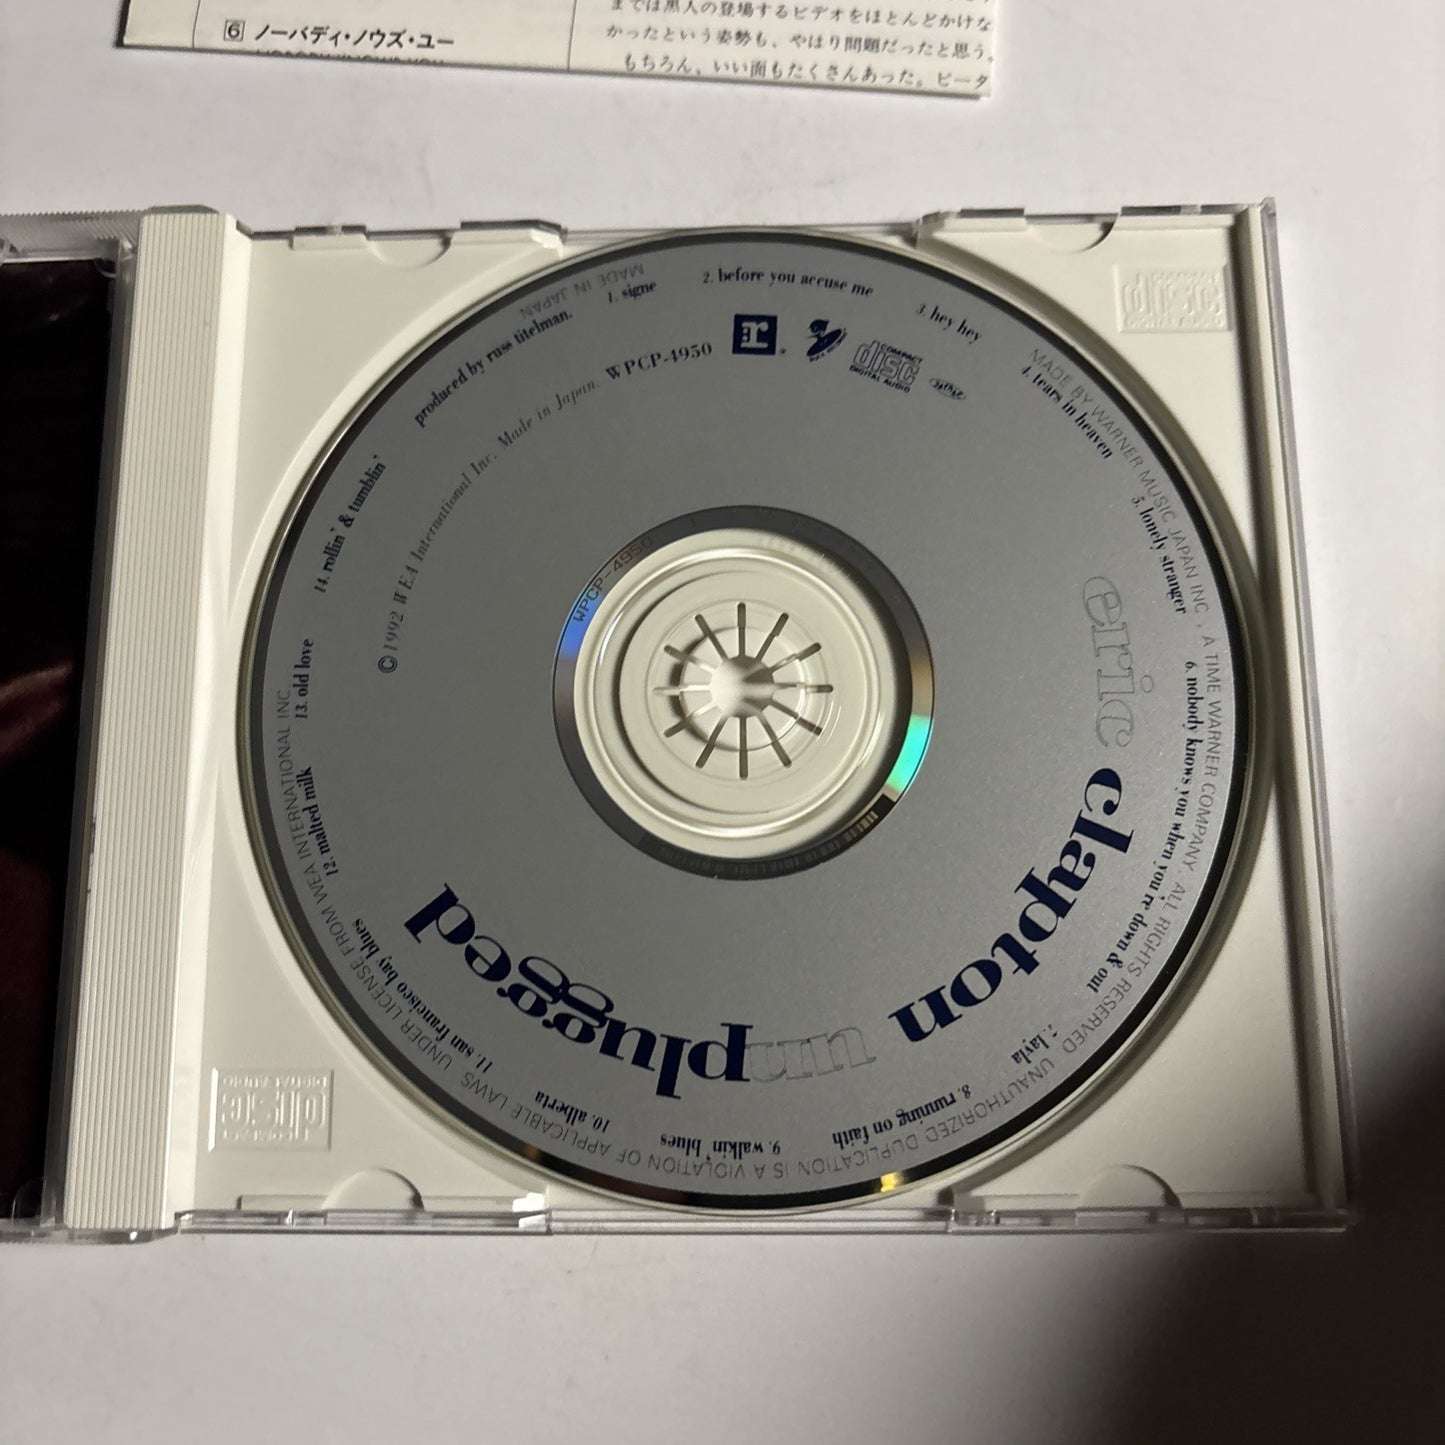 までは黒人の登場するビデオをほとんどかけな
かったという姿勢も、やはり問題だったと思う。
もちろん、いい面もたくさんあった。ピータ
6 ノーバディ・ノウズ・ユー
MADE IN JAPAN
1. signe
2. before you accuse me
3. hey hey
4. tears in heaven
5. lonely stranger
6. nobody knows you when you're down & out
7. layla
8. running on faith
9. walkin' blues
10. alberta
11. san francisco bay blues
12. malted milk
13. old love
14. rollin' & tumblin'
produced by russ titelman.
©1992 WEA International Inc. Made in Japan. WPCP-4950
r
COMPACT
disc
DIGITAL AUDIO
eric clapton
unplugged
MADE BY WARNER MUSIC JAPAN INC., A TIME WARNER COMPANY. ALL RIGHTS RESERVED. UNAUTHORIZED DUPLICATION IS A VIOLATION OF APPLICABLE LAWS. UNDER LICENSE FROM WEA INTERNATIONAL INC.
WPCP-4950
COMPACT
disc
DIGITAL AUDIO
disc
DIGITAL AUDIO